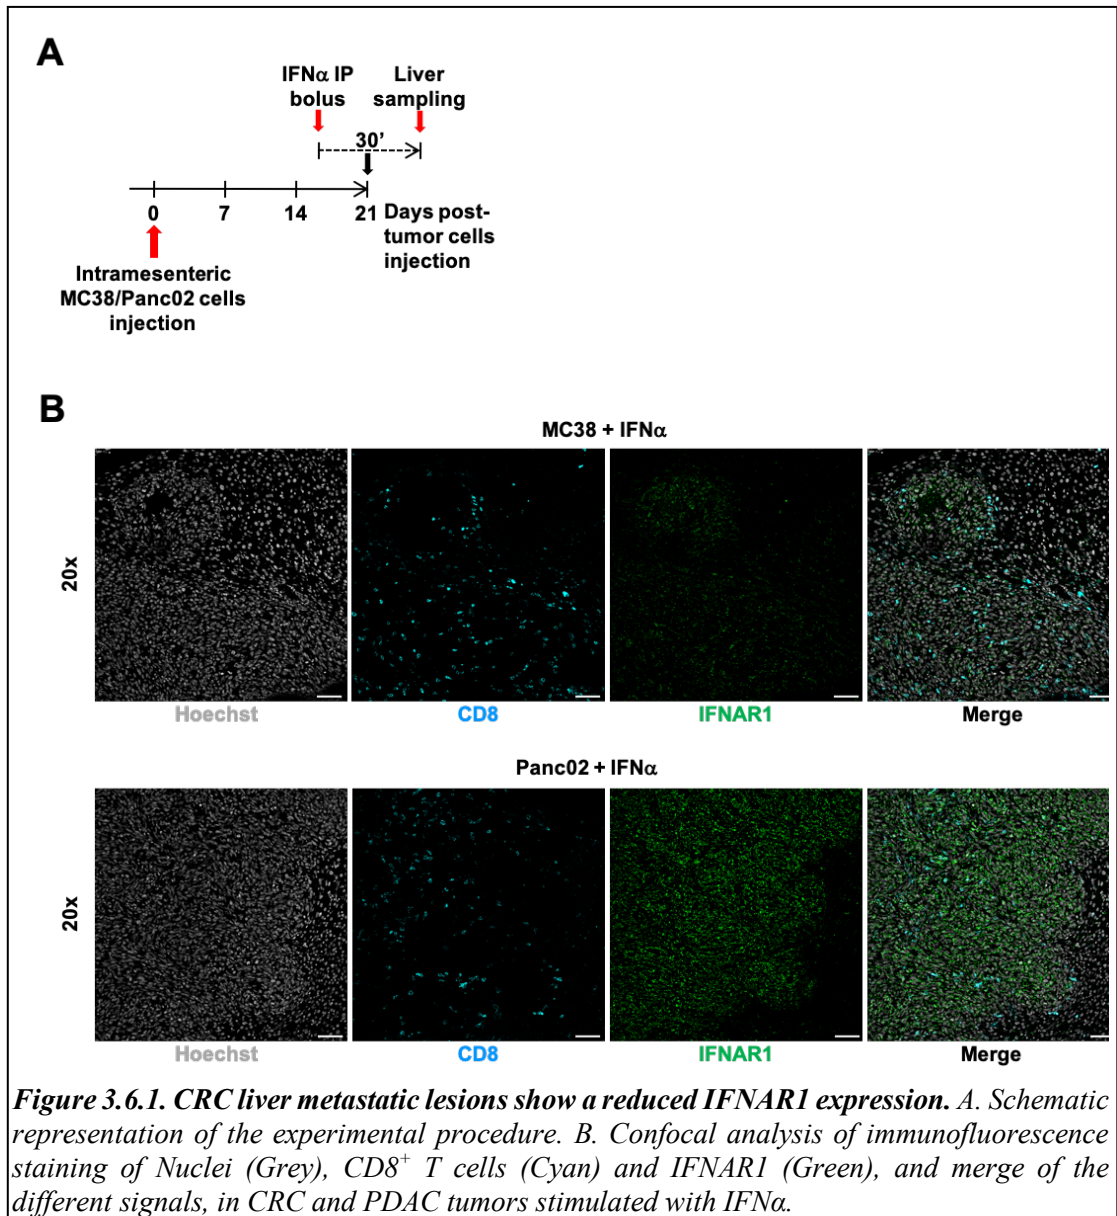 A
IFNα IP
bolus
Liver
sampling
30'
0
7
14
21
Days post-
tumor cells
injection
Intramesenteric
MC38/Panc02 cells
injection
B
MC38 + IFNα
20x
Hoechst
CD8
IFNAR1
Merge
Panc02 + IFNα
20x
Hoechst
CD8
IFNAR1
Merge
Figure 3.6.1. CRC liver metastatic lesions show a reduced IFNAR1 expression. A. Schematic
representation of the experimental procedure. B. Confocal analysis of immunofluorescence
staining of Nuclei (Grey), CD8⁺ T cells (Cyan) and IFNAR1 (Green), and merge of the
different signals, in CRC and PDAC tumors stimulated with IFNα.